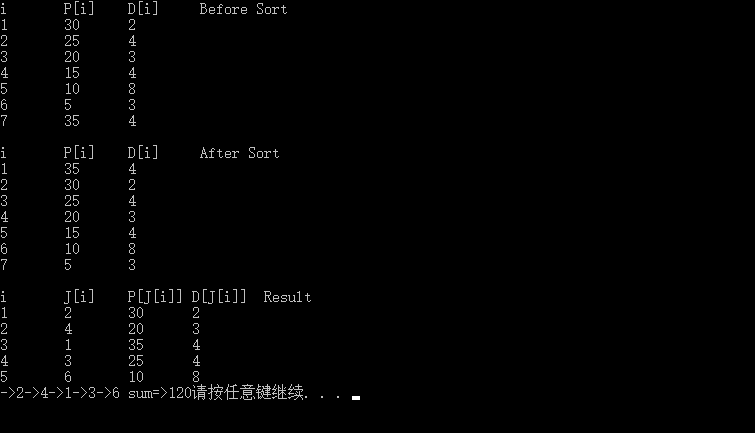 i P[i] D[i] Before Sort
1 30 2
2 25 4
3 20 3
4 15 4
5 10 8
6 5 3
7 35 4
i P[i] D[i] After Sort
1 35 4
2 30 2
3 25 4
4 20 3
5 15 4
6 10 8
7 5 3
i J[i] P[J[i]] D[J[i]] Result
1 2 30 2
2 4 20 3
3 1 35 4
4 3 25 4
5 6 10 8
->2->4->1->3->6 sum=>120请按任意键继续. . .